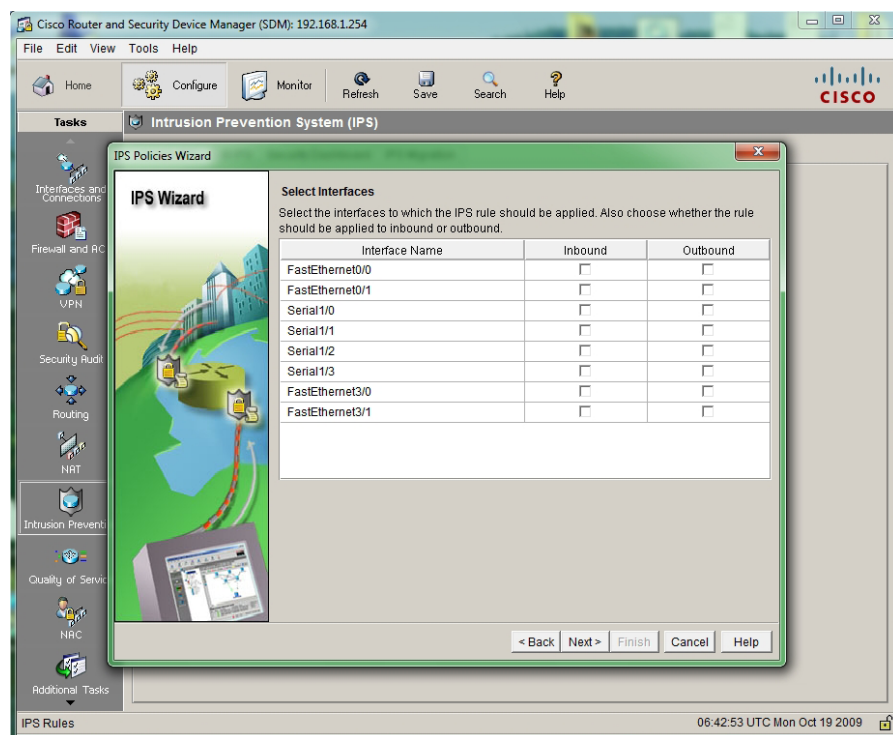 Cisco Router and Security Device Manager (SDM): 192.168.1.254
File Edit View Tools Help
Home Configure Monitor Refresh Save Search Help
CISCO
Tasks Intrusion Prevention System (IPS)
IPS Policies Wizard
Interfaces and Connections
Firewall and AC
VPN
Security Audit
Routing
NAT
Intrusion Preventi
Quality of Servic
NAC
Additional Tasks
IPS Wizard
Select Interfaces
Select the interfaces to which the IPS rule should be applied. Also choose whether the rule
should be applied to inbound or outbound.
Interface Name Inbound Outbound
FastEthernet0/0
FastEthernet0/1
Serial1/0
Serial1/1
Serial1/2
Serial1/3
FastEthernet3/0
FastEthernet3/1
< Back Next > Finish Cancel Help
IPS Rules 06:42:53 UTC Mon Oct 19 2009